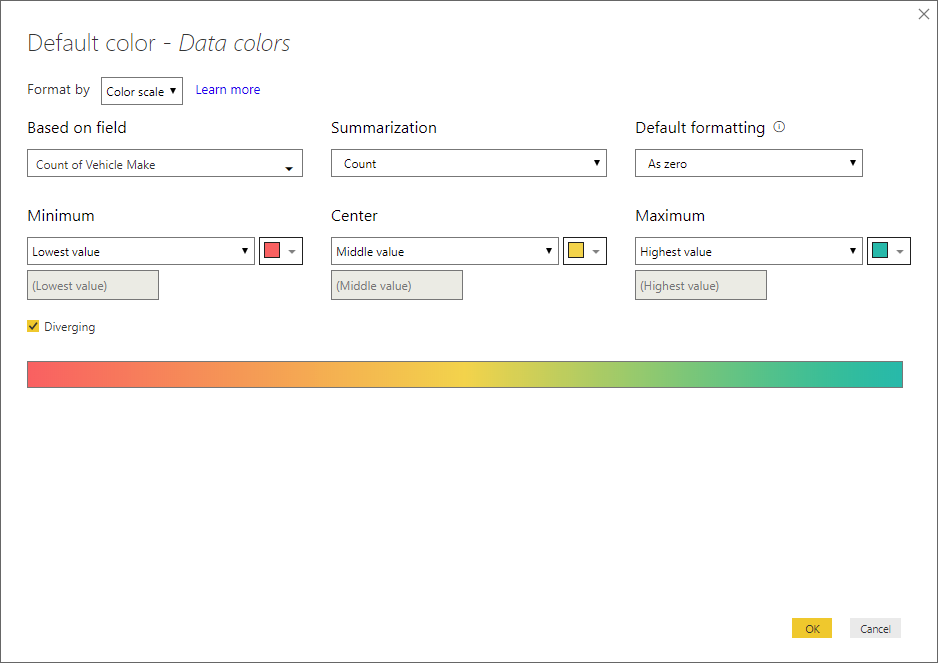 Default color - Data colors
Format by Color scale Learn more
Based on field Summarization Default formatting
Count of Vehicle Make Count As zero
Minimum Center Maximum
Lowest value Middle value Highest value
(Lowest value) (Middle value) (Highest value)
Diverging
OK Cancel